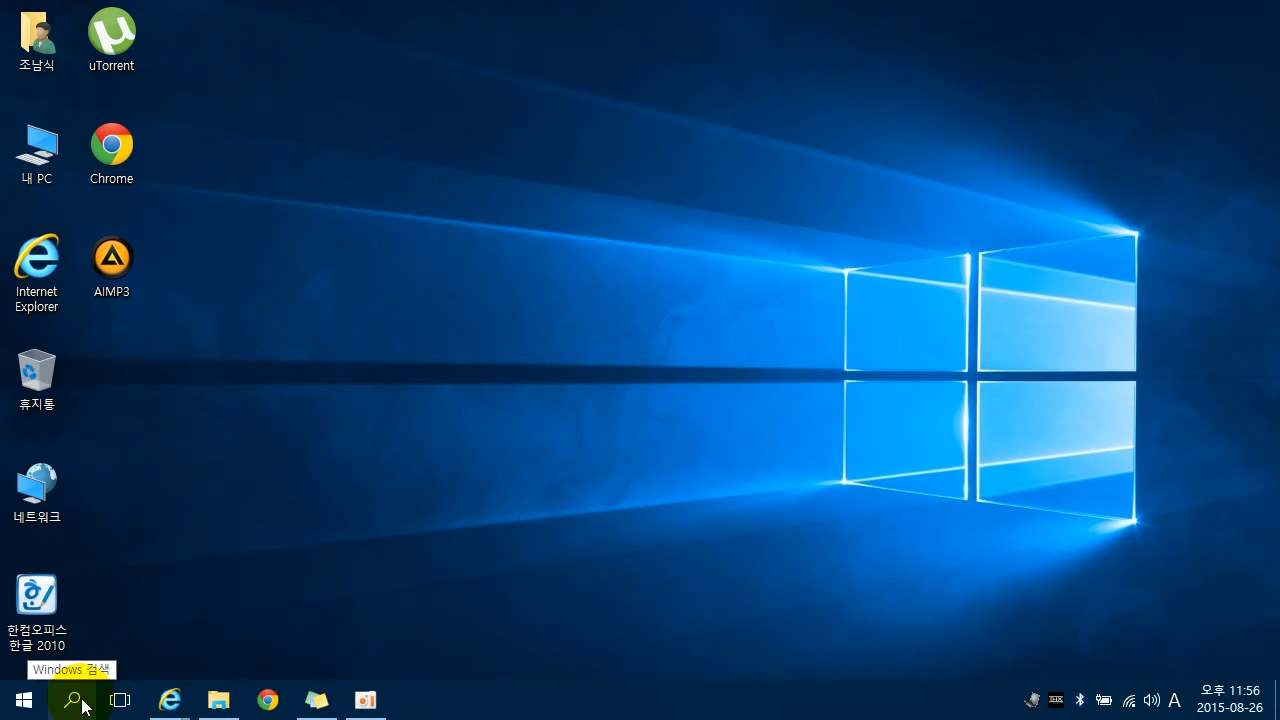 조남식
uTorrent
내 PC
Chrome
Internet
Explorer
AIMP3
휴지통
네트워크
한컴오피스
한글 2010
Windows 검색
THX
A
오후 11:56
2015-08-26